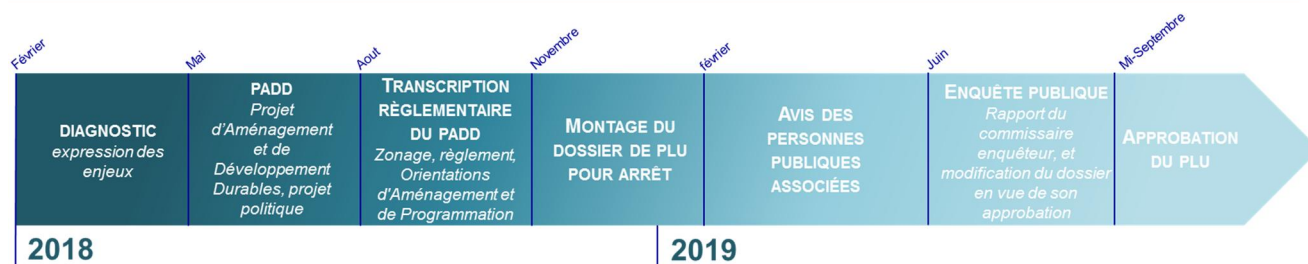 Février
Mai
Aout
Novembre
février
Juin
Mi-Septembre
DIAGNOSTIC
expression des
enjeux
PADD
Projet
d'Aménagement
et de
Développement
Durables, projet
politique
TRANSCRIPTION
RÈGLEMENTAIRE
DU PADD
Zonage, règlement,
Orientations
d'Aménagement et
de Programmation
MONTAGE DU
DOSSIER DE PLU
POUR ARRÊT
AVIS DES
PERSONNES
PUBLIQUES
ASSOCIÉES
ENQUÊTE PUBLIQUE
Rapport du
commissaire
enquêteur, et
modification du dossier
en vue de son
approbation
APPROBATION
DU PLU
2018
2019